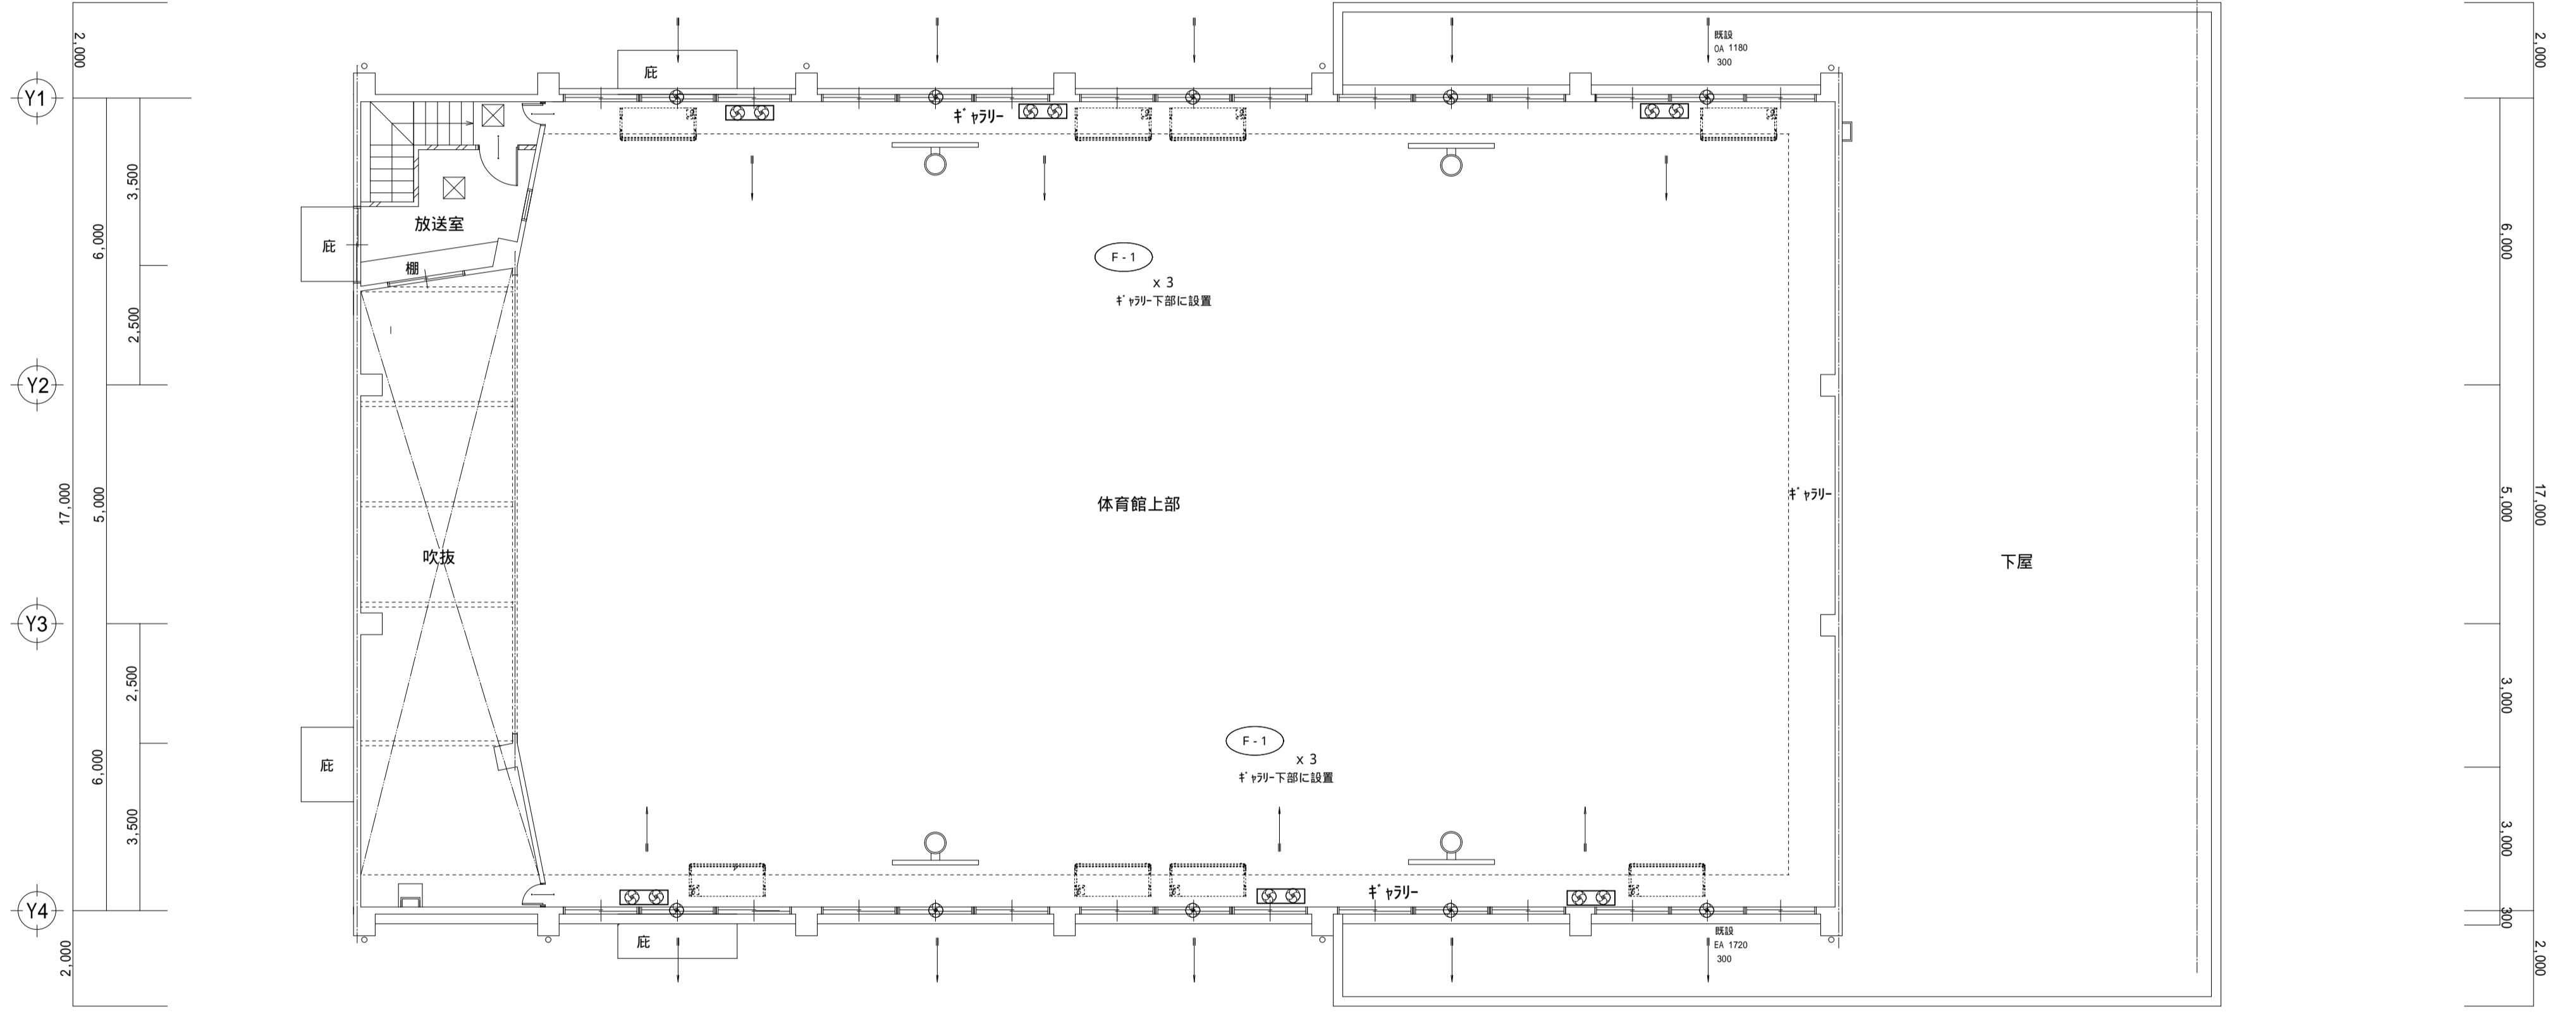 2,000
2,000
既設
OA 1180
300
庇
Y1
ギャラリー
3,500
6,000
放送室
庇
6,000
棚
F - 1
x 3
ギャラリー下部に設置
2,500
Y2
17,000
5,000
体育館上部
ギャラリー
5,000
17,000
吹抜
下屋
Y3
2,500
3,000
F - 1
x 3
ギャラリー下部に設置
6,000
庇
3,500
3,000
ギャラリー
Y4
300
庇
既設
EA 1720
300
2,000
2,000